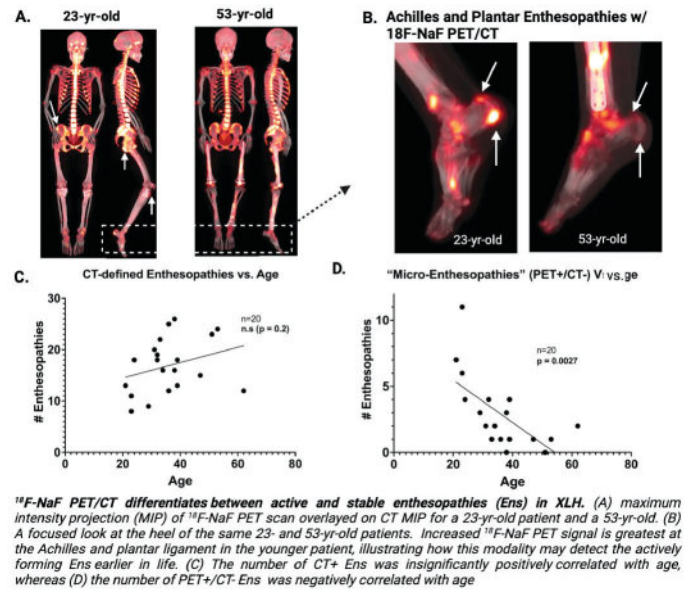 A.
23-yr-old
53-yr-old
B. Achilles and Plantar Enthesopathies w/
18F-NaF PET/CT
23-yr-old
53-yr-old
C.
CT-defined Enthesopathies vs. Age
30
20
10
0
# Enthesopathies
n=20
n.s (p = 0.2)
0
20
40
60
80
Age
D.
"Micro-Enthesopathies" (PET+/CT-) V vs.ge
10
5
0
# Enthesopathies
n=20
p = 0.0027
0
20
40
60
80
Age
¹⁸F-NaF PET/CT differentiates between active and stable enthesopathies (Ens) in XLH. (A) maximum
intensity projection (MIP) of ¹⁸F-NaF PET scan overlayed on CT MIP for a 23-yr-old patient and a 53-yr-old. (B)
A focused look at the heel of the same 23- and 53-yr-old patients. Increased ¹⁸F-NaF PET signal is greatest at
the Achilles and plantar ligament in the younger patient, illustrating how this modality may detect the actively
forming Ens earlier in life. (C) The number of CT+ Ens was insignificantly positively correlated with age,
whereas (D) the number of PET+/CT- Ens was negatively correlated with age